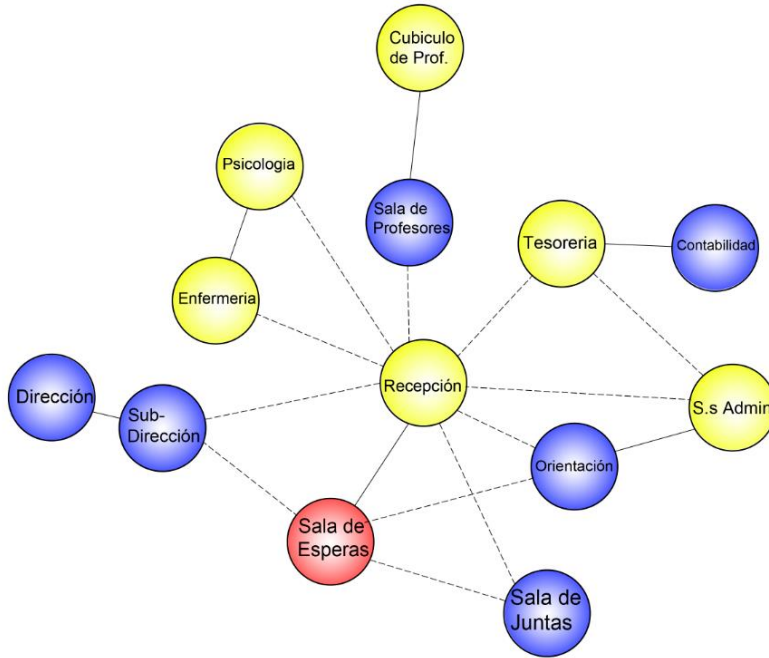 Cubiculo
de Prof.
Psicologia
Sala de
Profesores
Tesoreria
Contabilidad
Enfermeria
Recepción
Dirección
Sub-
Dirección
S.s Admin
Orientación
Sala de
Esperas
Sala de
Juntas